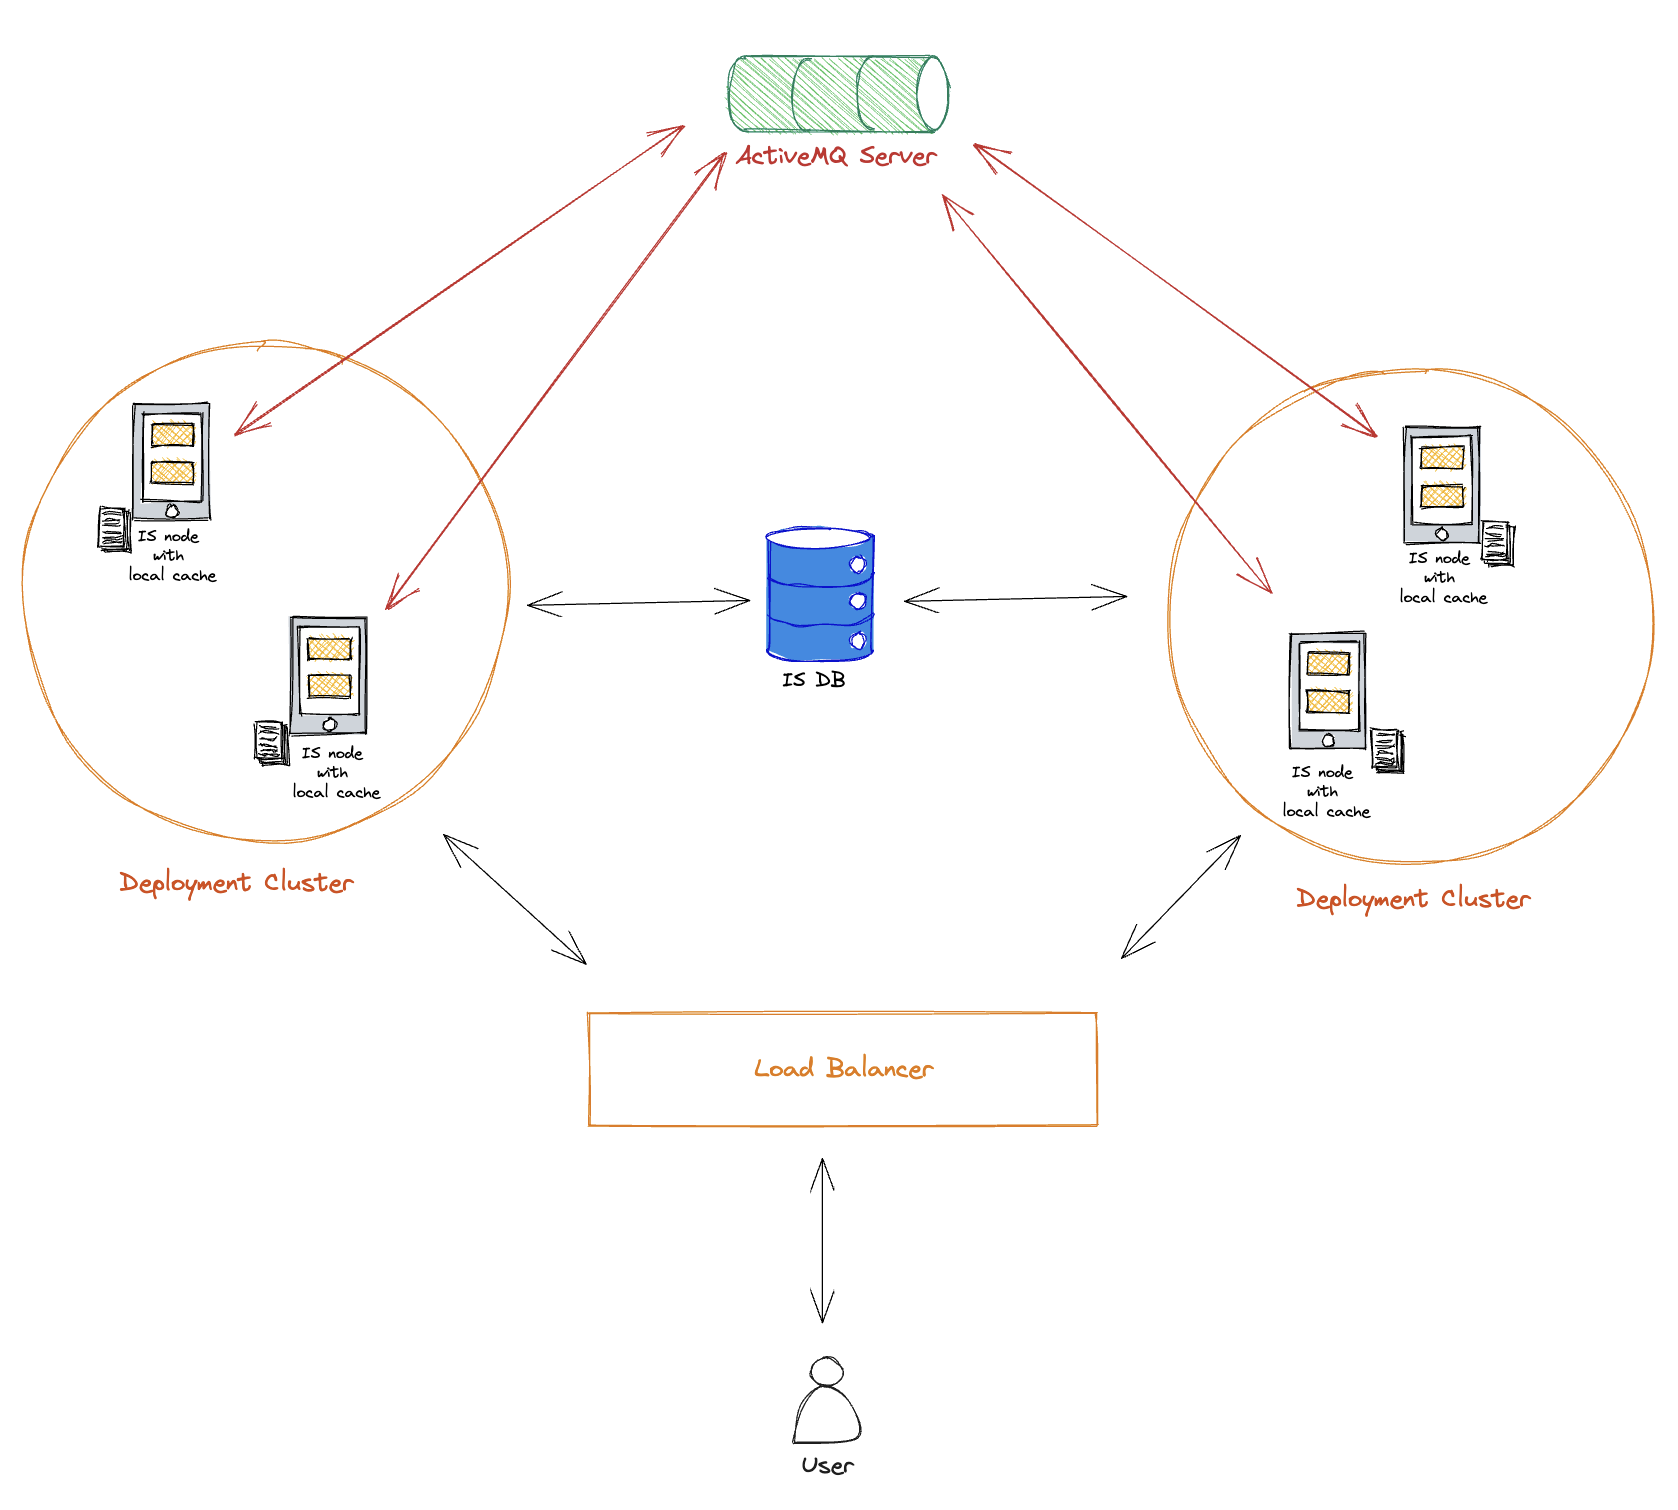 ActiveMQ Server
IS node
with
local cache
IS node
with
local cache
Deployment Cluster
IS DB
IS node
with
local cache
IS node
with
local cache
Deployment Cluster
Load Balancer
User